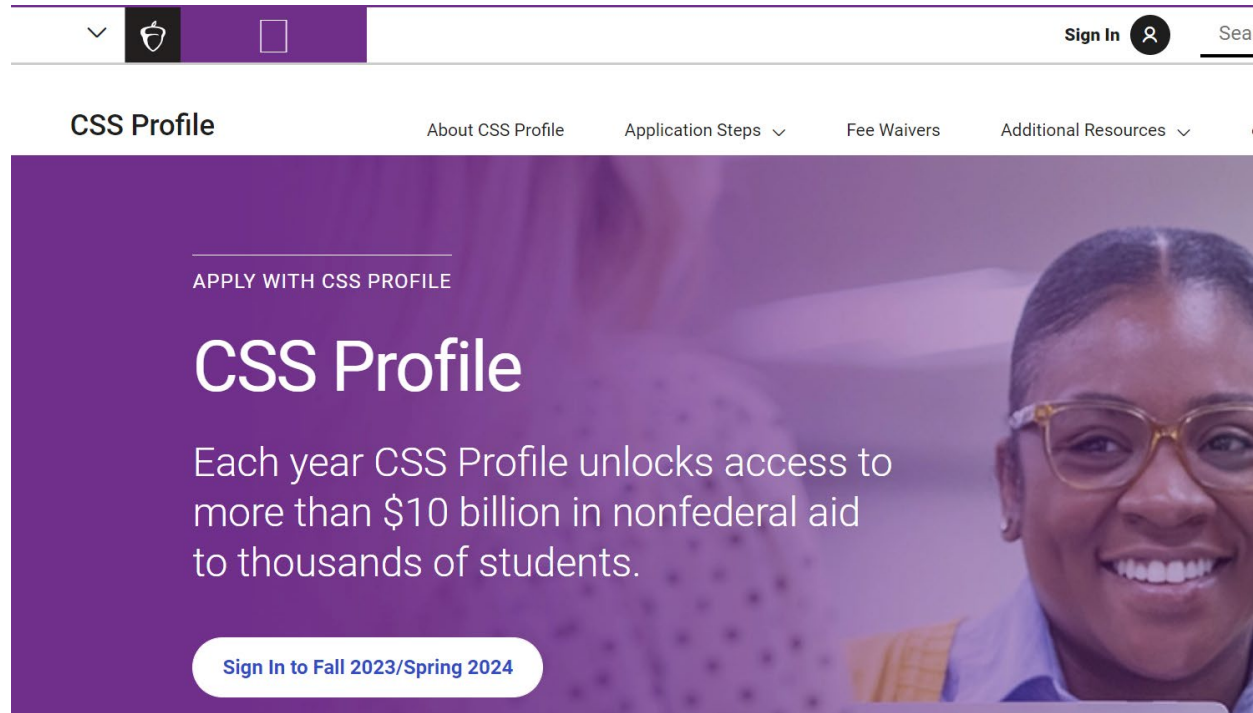 Sign In
Sea
CSS Profile
About CSS Profile
Application Steps
Fee Waivers
Additional Resources
APPLY WITH CSS PROFILE
CSS Profile
Each year CSS Profile unlocks access to
more than $10 billion in nonfederal aid
to thousands of students.
Sign In to Fall 2023/Spring 2024